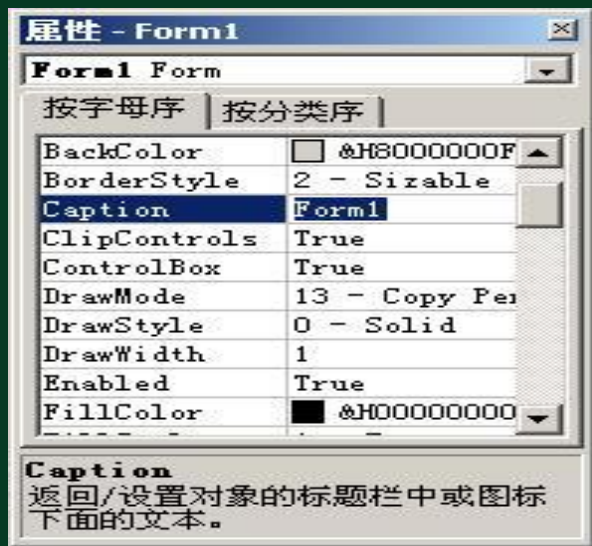 属性 - Form1
Form1 Form
按字母序 按分类序
BackColor &H8000000F
BorderStyle 2 - Sizable
Caption Form1
ClipControls True
ControlBox True
DrawMode 13 - Copy Pe
DrawStyle 0 - Solid
DrawWidth 1
Enabled True
FillColor &H00000000
Caption
返回/设置对象的标题栏中或图标
下面的文本。